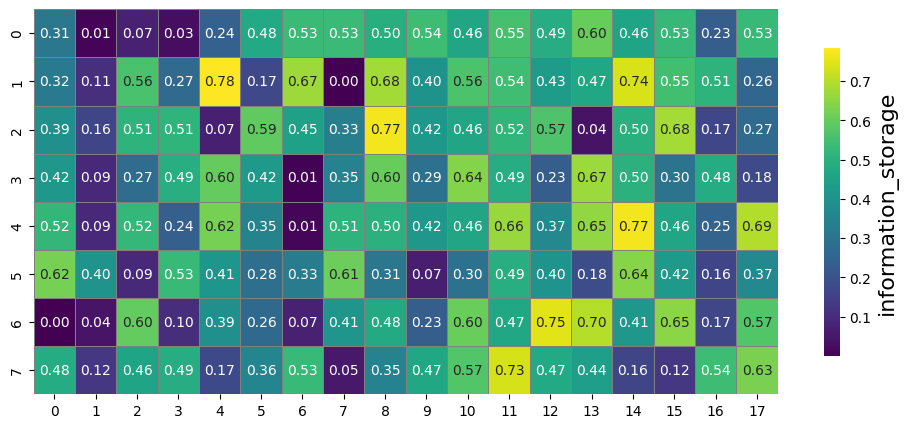 0 0.31 0.01 0.07 0.03 0.24 0.48 0.53 0.53 0.50 0.54 0.46 0.55 0.49 0.60 0.46 0.53 0.23 0.53
1 0.32 0.11 0.56 0.27 0.78 0.17 0.67 0.00 0.68 0.40 0.56 0.54 0.43 0.47 0.74 0.55 0.51 0.26
2 0.39 0.16 0.51 0.51 0.07 0.59 0.45 0.33 0.77 0.42 0.46 0.52 0.57 0.04 0.50 0.68 0.17 0.27
3 0.42 0.09 0.27 0.49 0.60 0.42 0.01 0.35 0.60 0.29 0.64 0.49 0.23 0.67 0.50 0.30 0.48 0.18
4 0.52 0.09 0.52 0.24 0.62 0.35 0.01 0.51 0.50 0.42 0.46 0.66 0.37 0.65 0.77 0.46 0.25 0.69
5 0.62 0.40 0.09 0.53 0.41 0.28 0.33 0.61 0.31 0.07 0.30 0.49 0.40 0.18 0.64 0.42 0.16 0.37
6 0.00 0.04 0.60 0.10 0.39 0.26 0.07 0.41 0.48 0.23 0.60 0.47 0.75 0.70 0.41 0.65 0.17 0.57
7 0.48 0.12 0.46 0.49 0.17 0.36 0.53 0.05 0.35 0.47 0.57 0.73 0.47 0.44 0.16 0.12 0.54 0.63
0 1 2 3 4 5 6 7 8 9 10 11 12 13 14 15 16 17
0.7
0.6
0.5
0.4
0.3
0.2
0.1
information_storage